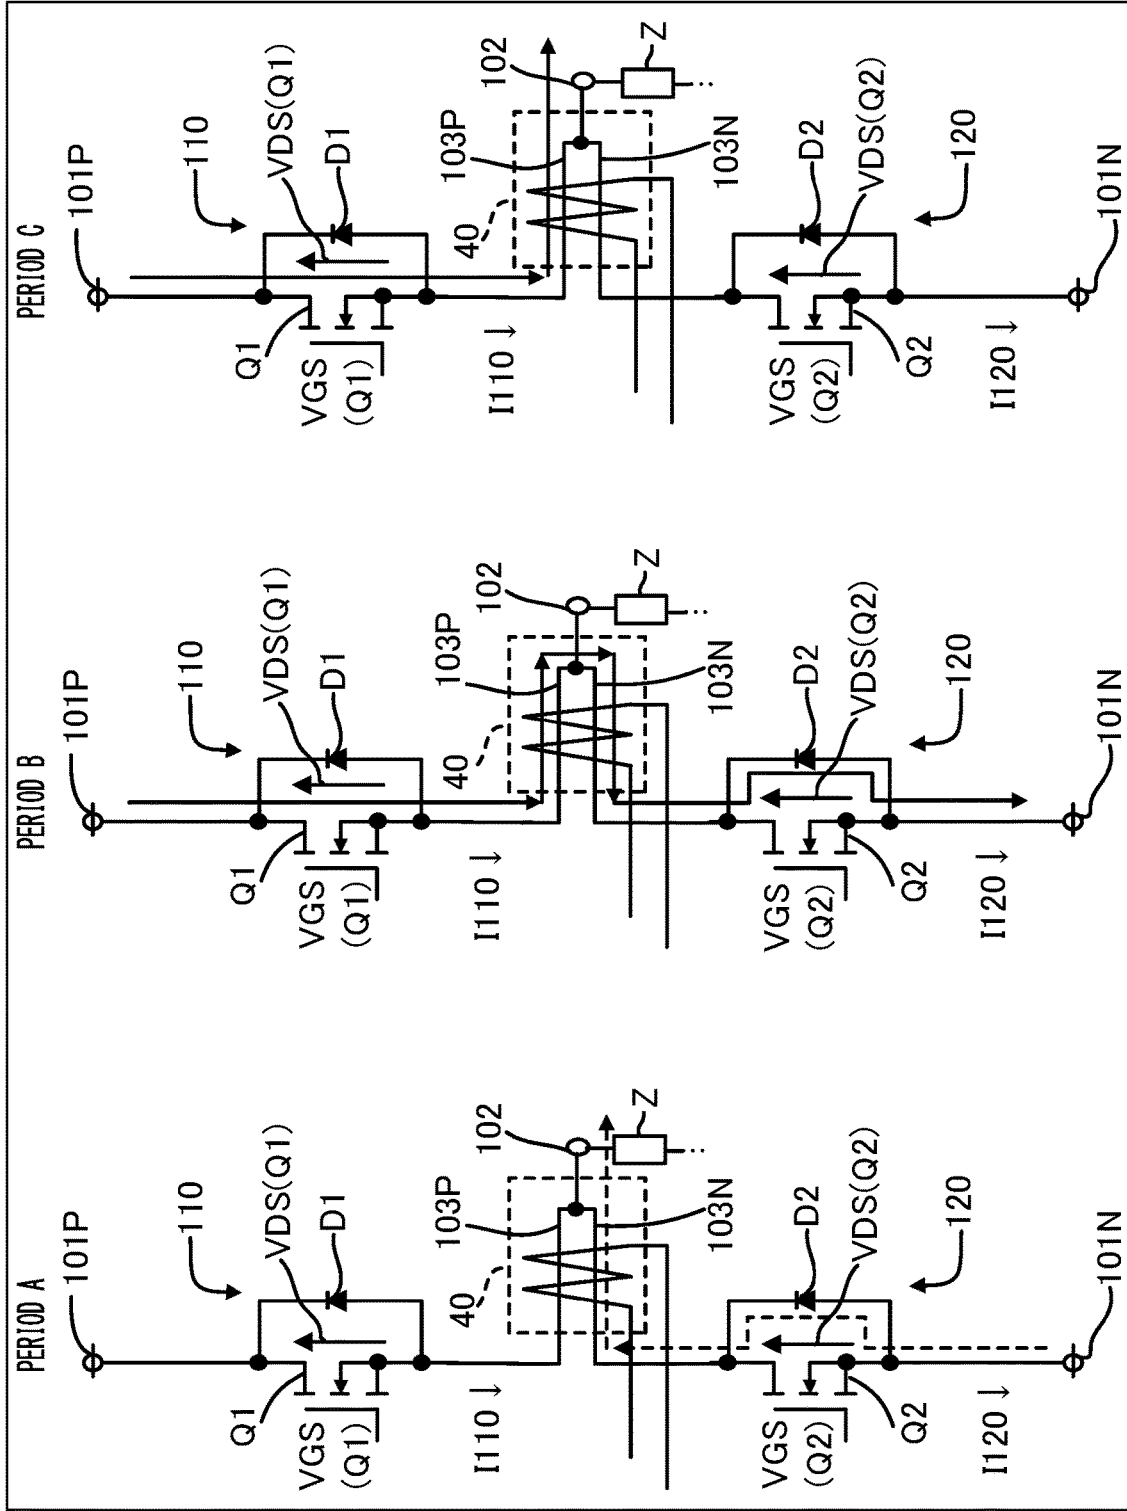 PERIOD A
101P
110
VDS(Q1)
D1
Q1
VGS
(Q1)
I110↓
40
103P
102
Z
103N
D2
VDS(Q2)
VGS
(Q2)
Q2
120
I120↓
101N
PERIOD B
101P
110
VDS(Q1)
D1
Q1
VGS
(Q1)
I110↓
40
103P
102
Z
103N
D2
VDS(Q2)
VGS
(Q2)
Q2
120
I120↓
101N
PERIOD C
101P
110
VDS(Q1)
D1
Q1
VGS
(Q1)
I110↓
40
103P
102
Z
103N
D2
VDS(Q2)
VGS
(Q2)
Q2
120
I120↓
101N